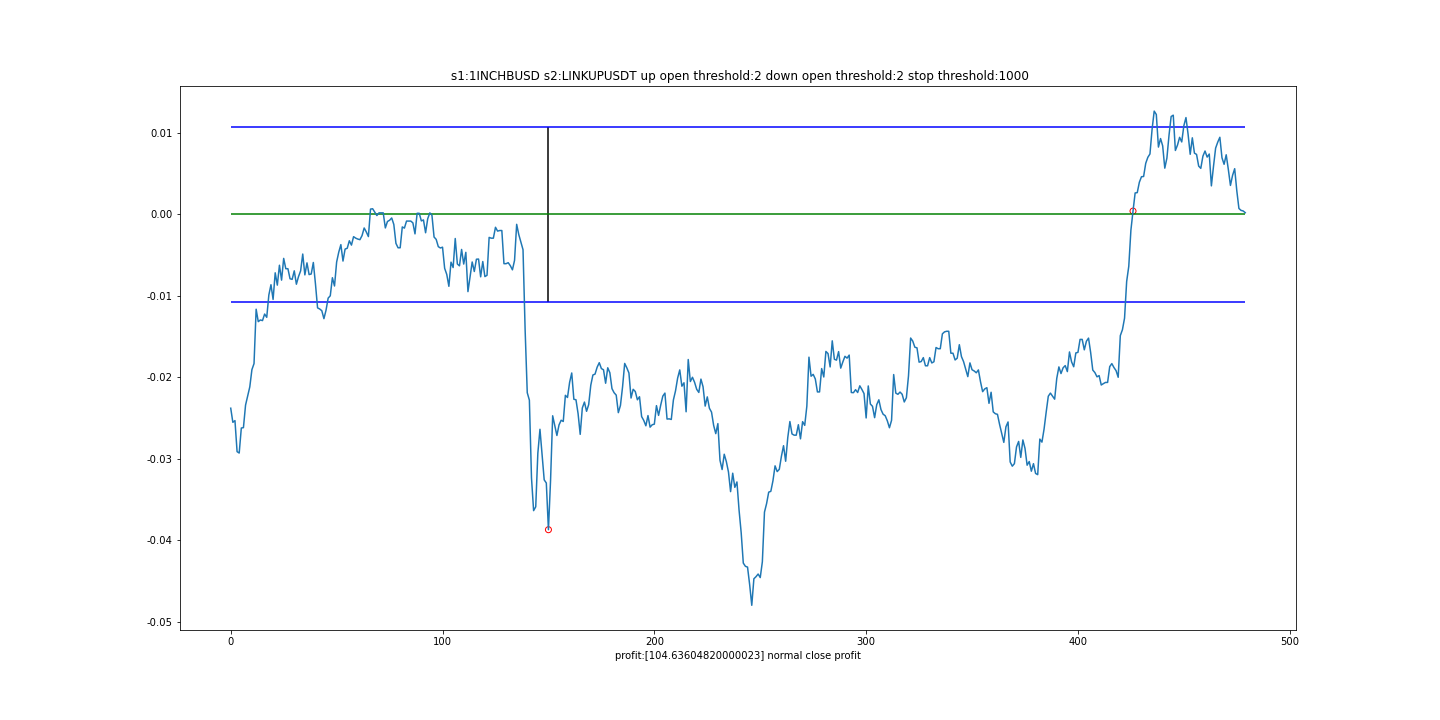 s1:1INCHBUSD s2:LINKUPUSDT up open threshold:2 down open threshold:2 stop threshold:1000
0.01
0.00
-0.01
-0.02
-0.03
-0.04
-0.05
0 100 200 300 400 500
profit:[104.63604820000023] normal close profit